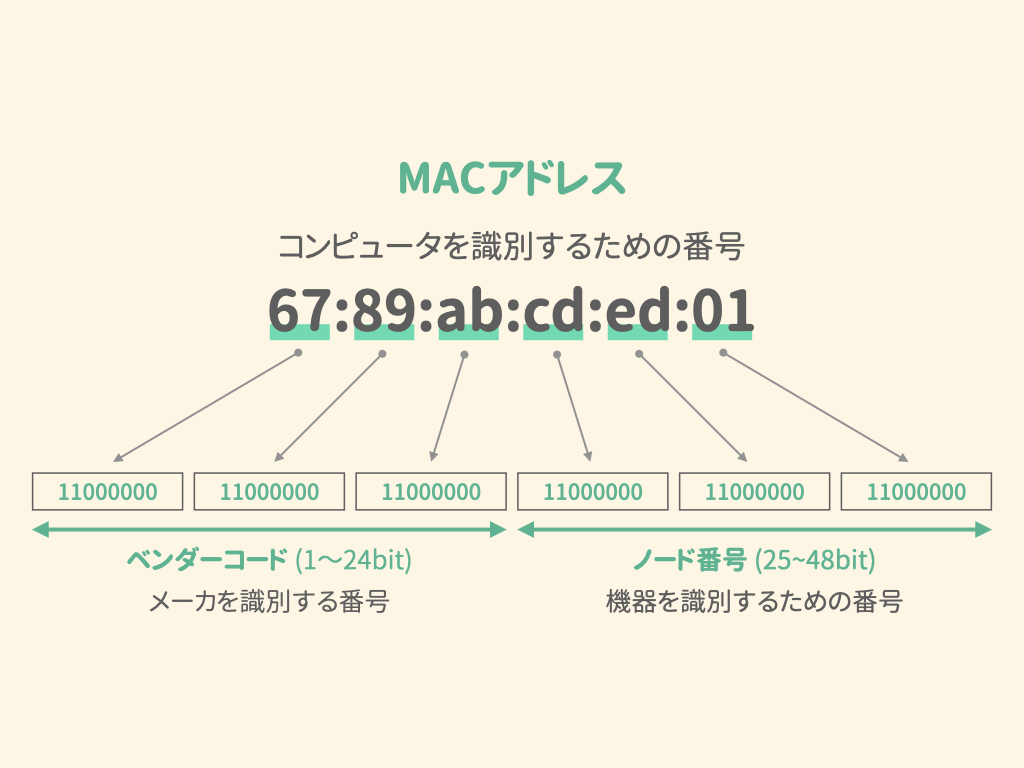 MACアドレス
コンピュータを識別するための番号
67:89:ab:cd:ed:01
11000000 11000000 11000000 11000000 11000000 11000000
ベンダーコード (1〜24bit) ノード番号 (25~48bit)
メーカを識別する番号 機器を識別するための番号